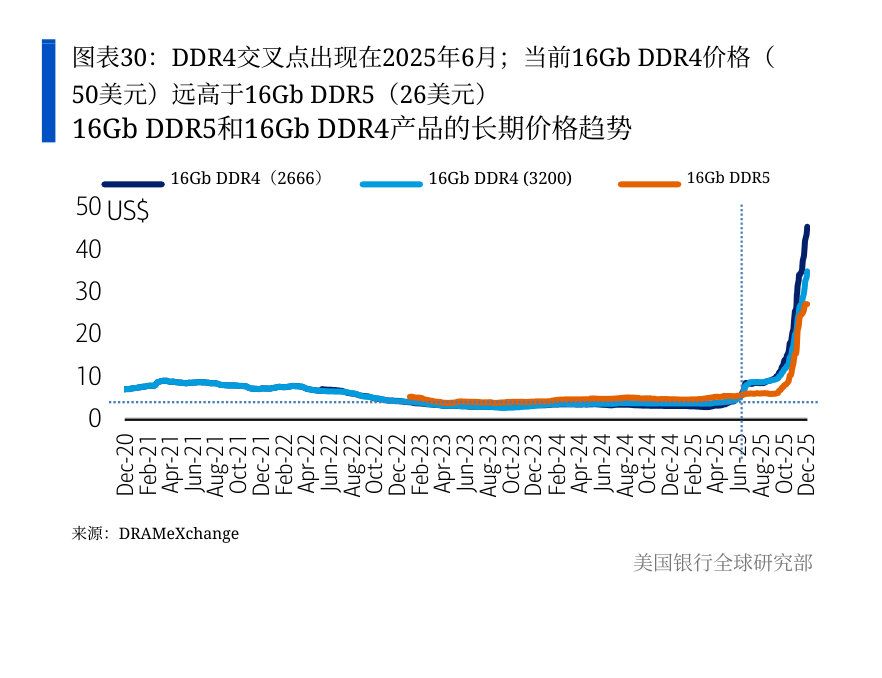 图表30：DDR4交叉点出现在2025年6月；当前16Gb DDR4价格（
50美元）远高于16Gb DDR5（26美元）
16Gb DDR5和16Gb DDR4产品的长期价格趋势
16Gb DDR4（2666） 16Gb DDR4 (3200) 16Gb DDR5
50 US$
40
30
20
10
0
Dec-20 Feb-21 Apr-21 Jun-21 Aug-21 Oct-21 Dec-21 Feb-22 Apr-22 Jun-22 Aug-22 Oct-22 Dec-22 Feb-23 Apr-23 Jun-23 Aug-23 Oct-23 Dec-23 Feb-24 Apr-24 Jun-24 Aug-24 Oct-24 Dec-24 Feb-25 Apr-25 Jun-25 Aug-25 Oct-25 Dec-25
来源：DRAMeXchange
美国银行全球研究部